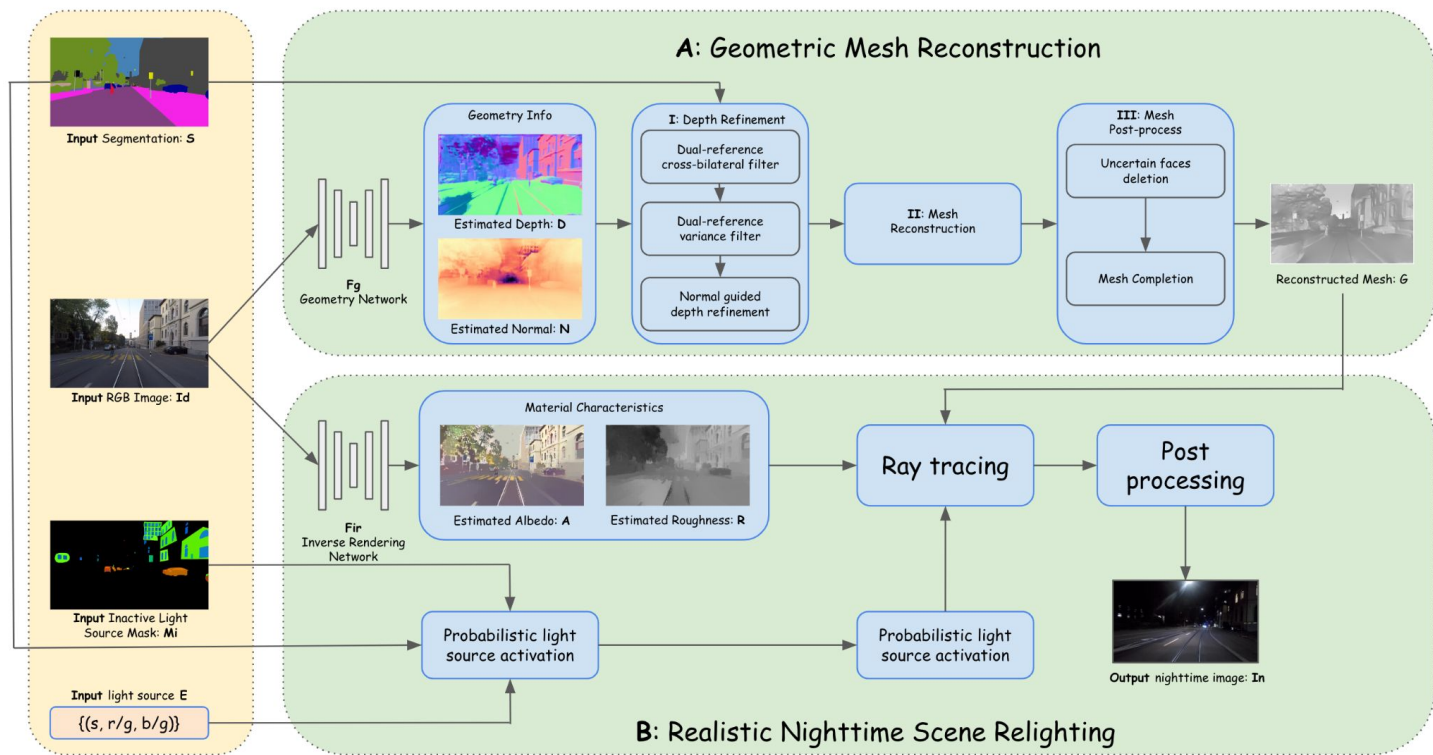 A: Geometric Mesh Reconstruction
Input Segmentation: S
Input RGB Image: Id
Input Inactive Light
Source Mask: Mi
Input light source E
{(s, r/g, b/g)}
Fg
Geometry Network
Geometry Info
Estimated Depth: D
Estimated Normal: N
I: Depth Refinement
Dual-reference
cross-bilateral filter
Dual-reference
variance filter
Normal guided
depth refinement
II: Mesh
Reconstruction
III: Mesh
Post-process
Uncertain faces
deletion
Mesh Completion
Reconstructed Mesh: G
Fir
Inverse Rendering
Network
Material Characteristics
Estimated Albedo: A
Estimated Roughness: R
Ray tracing
Post
processing
Probabilistic light
source activation
Probabilistic light
source activation
Output nighttime image: In
B: Realistic Nighttime Scene Relighting